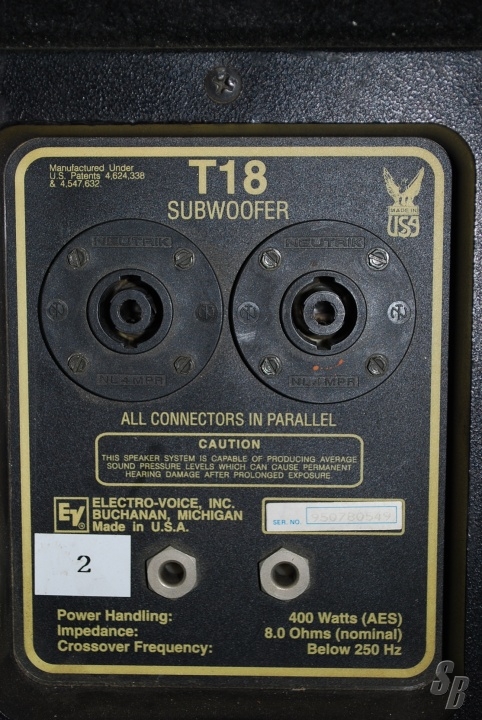 Manufactured Under
U.S. Patents 4,624,338
& 4,547,632.
T18
SUBWOOFER
MADE IN
USA
NEUTRIK
NEUTRIK
NL4MPR
NL4MPR
ALL CONNECTORS IN PARALLEL
CAUTION
THIS SPEAKER SYSTEM IS CAPABLE OF PRODUCING AVERAGE
SOUND PRESSURE LEVELS WHICH CAN CAUSE PERMANENT
HEARING DAMAGE AFTER PROLONGED EXPOSURE
EV ELECTRO-VOICE, INC.
BUCHANAN, MICHIGAN
Made in U.S.A.
SER. NO. 950780549
2
Power Handling: 400 Watts (AES)
Impedance: 8.0 Ohms (nominal)
Crossover Frequency: Below 250 Hz
SB